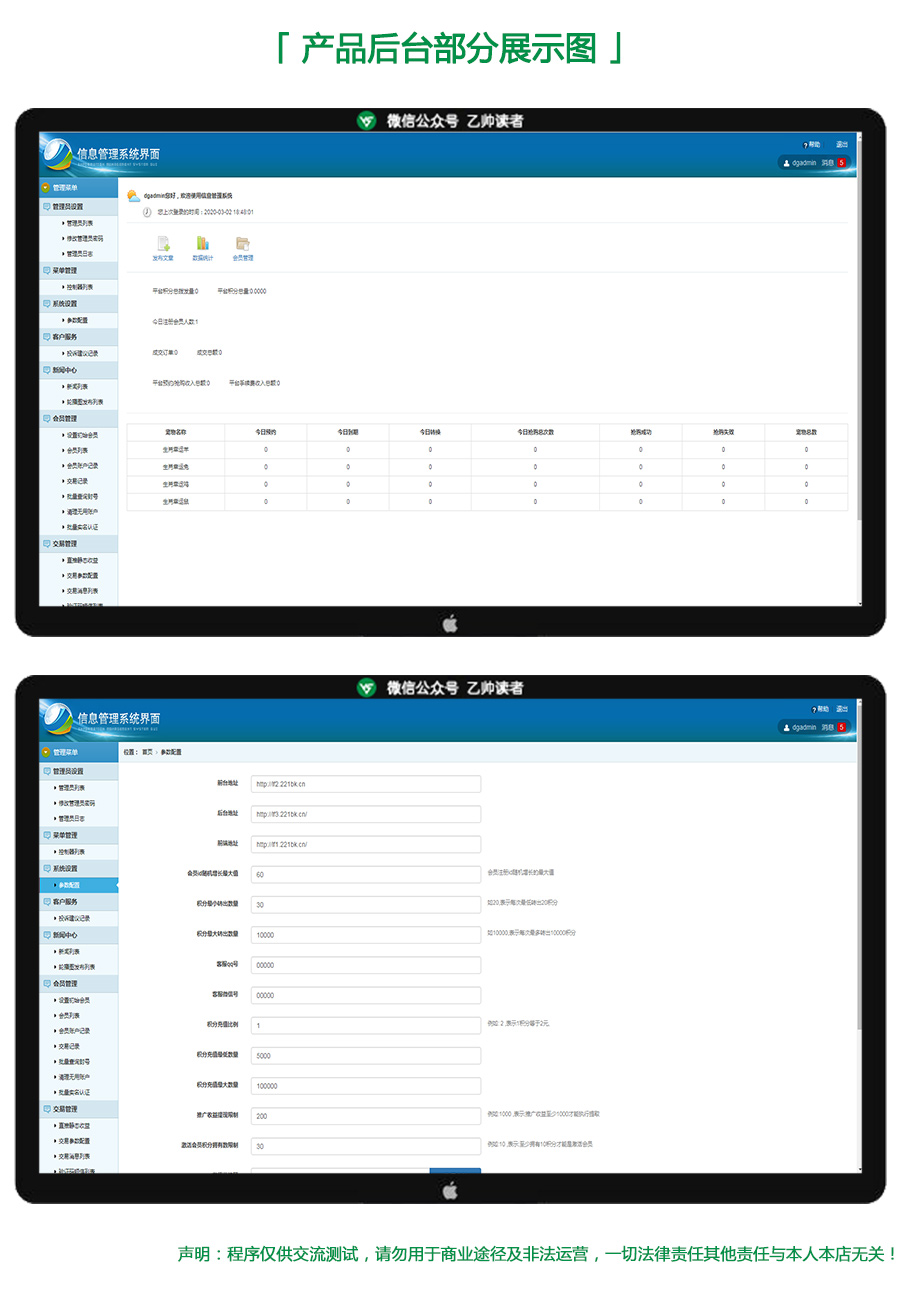 「 产品后台部分展示图 」
微信公众号 乙帅读者
信息管理系统界面
帮助 退出
dgadmin 消息 5
管理菜单
管理员设置
管理员列表
修改管理员密码
管理员日志
菜单管理
控制器列表
系统设置
参数配置
客户服务
投诉建议记录
新闻中心
新闻列表
轮播图发布列表
会员管理
设置初始会员
会员列表
会员账户记录
交易记录
批量查询封号
清理无用账户
批量实名认证
交易管理
直推静态收益
交易参数配置
交易消息列表
dgadmin您好，欢迎使用信息管理系统
您上次登录的时间：2020-03-02 18:48:01
发布文章 数据统计 会员管理
平台积分总拨发量:0 平台积分总量:0.0000
今日注册会员人数:1
成交订单:0 成交总额:0
平台预约/抢购收入总额:0 平台手续费收入总额:0
宠物名称 今日预约 今日到期 今日转换 今日抢购总次数 抢购成功 抢购失败 宠物总数
生肖幸运羊 0 0 0 0 0 0 0
生肖幸运兔 0 0 0 0 0 0 0
生肖幸运鸡 0 0 0 0 0 0 0
生肖幸运鼠 0 0 0 0 0 0 0
微信公众号 乙帅读者
信息管理系统界面
帮助 退出
dgadmin 消息 5
管理菜单
管理员设置
管理员列表
修改管理员密码
管理员日志
菜单管理
控制器列表
系统设置
参数配置
客户服务
投诉建议记录
新闻中心
新闻列表
轮播图发布列表
会员管理
设置初始会员
会员列表
会员账户记录
交易记录
批量查询封号
清理无用账户
批量实名认证
交易管理
直推静态收益
交易参数配置
交易消息列表
位置： 首页 › 参数配置
前台地址 http://lf2.221bk.cn
后台地址 http://lf3.221bk.cn/
前端地址 http://lf1.221bk.cn/
会员id随机增长最大值 60 会员注册id随机增长的最大值
积分最小转出数量 30 如20,表示每次最低转出20积分
积分最大转出数量 10000 如10000,表示每次最多转出10000积分
客服qq号 00000
客服微信号 00000
积分充值比例 1 例如: 2 ,表示1积分等于2元,
积分充值最低数量 5000
积分充值最大数量 100000
推广收益提现限制 200 例如:1000 ,表示,推广收益至少1000才能执行提取
激活会员积分拥有数限制 30 例如:10 ,表示:至少拥有10积分才能是激活会员
声明：程序仅供交流测试，请勿用于商业途径及非法运营，一切法律责任其他责任与本人本店无关！